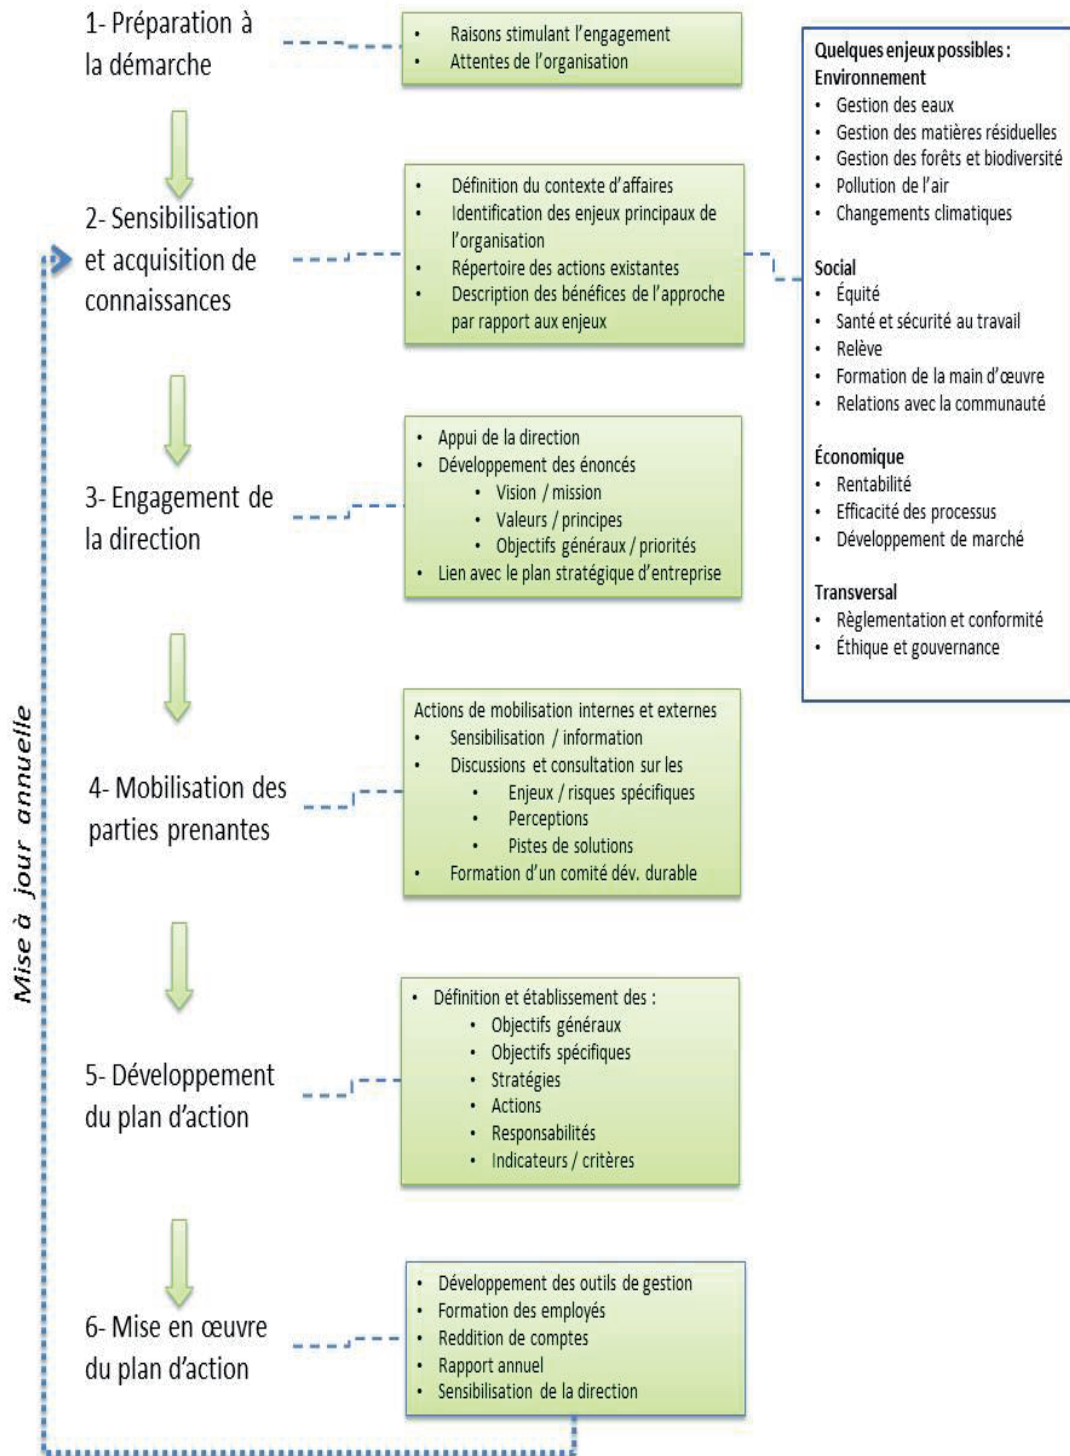 1- Préparation à
la démarche
• Raisons stimulant l'engagement
• Attentes de l'organisation
Quelques enjeux possibles :
Environnement
• Gestion des eaux
• Gestion des matières résiduelles
• Gestion des forêts et biodiversité
• Pollution de l'air
• Changements climatiques
Social
• Équité
• Santé et sécurité au travail
• Relève
• Formation de la main d'œuvre
• Relations avec la communauté
Économique
• Rentabilité
• Efficacité des processus
• Développement de marché
Transversal
• Règlementation et conformité
• Éthique et gouvernance
2- Sensibilisation
et acquisition de
connaissances
• Définition du contexte d'affaires
• Identification des enjeux principaux de
l'organisation
• Répertoire des actions existantes
• Description des bénéfices de l'approche
par rapport aux enjeux
3- Engagement de
la direction
• Appui de la direction
• Développement des énoncés
• Vision / mission
• Valeurs / principes
• Objectifs généraux / priorités
• Lien avec le plan stratégique d'entreprise
4- Mobilisation des
parties prenantes
Actions de mobilisation internes et externes
• Sensibilisation / information
• Discussions et consultation sur les
• Enjeux / risques spécifiques
• Perceptions
• Pistes de solutions
• Formation d'un comité dév. durable
5- Développement
du plan d'action
• Définition et établissement des :
• Objectifs généraux
• Objectifs spécifiques
• Stratégies
• Actions
• Responsabilités
• Indicateurs / critères
6- Mise en œuvre
du plan d'action
• Développement des outils de gestion
• Formation des employés
• Reddition de comptes
• Rapport annuel
• Sensibilisation de la direction
Mise à jour annuelle